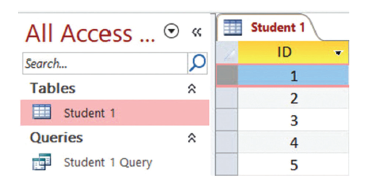 All Access ...
Search...
Tables
Student 1
Queries
Student 1 Query
Student 1
ID
1
2
3
4
5